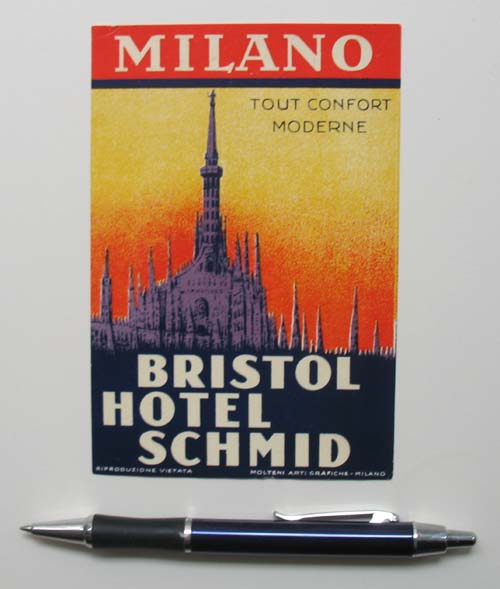 MILANO
TOUT CONFORT
MODERNE
BRISTOL
HOTEL
SCHMID
RIPRODUZIONE VIETATA
MOLTENI ARTI GRAFICHE - MILANO